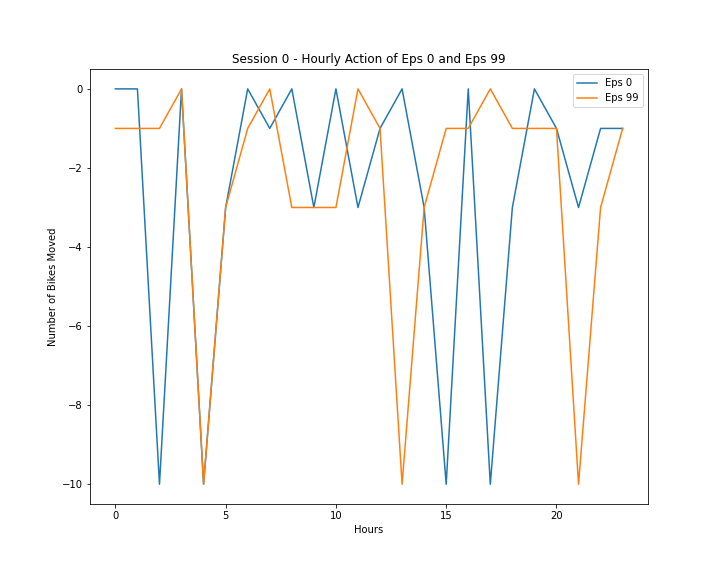 Session 0 - Hourly Action of Eps 0 and Eps 99
Eps 0
Eps 99
Number of Bikes Moved
0
−2
−4
−6
−8
−10
0
5
10
15
20
Hours